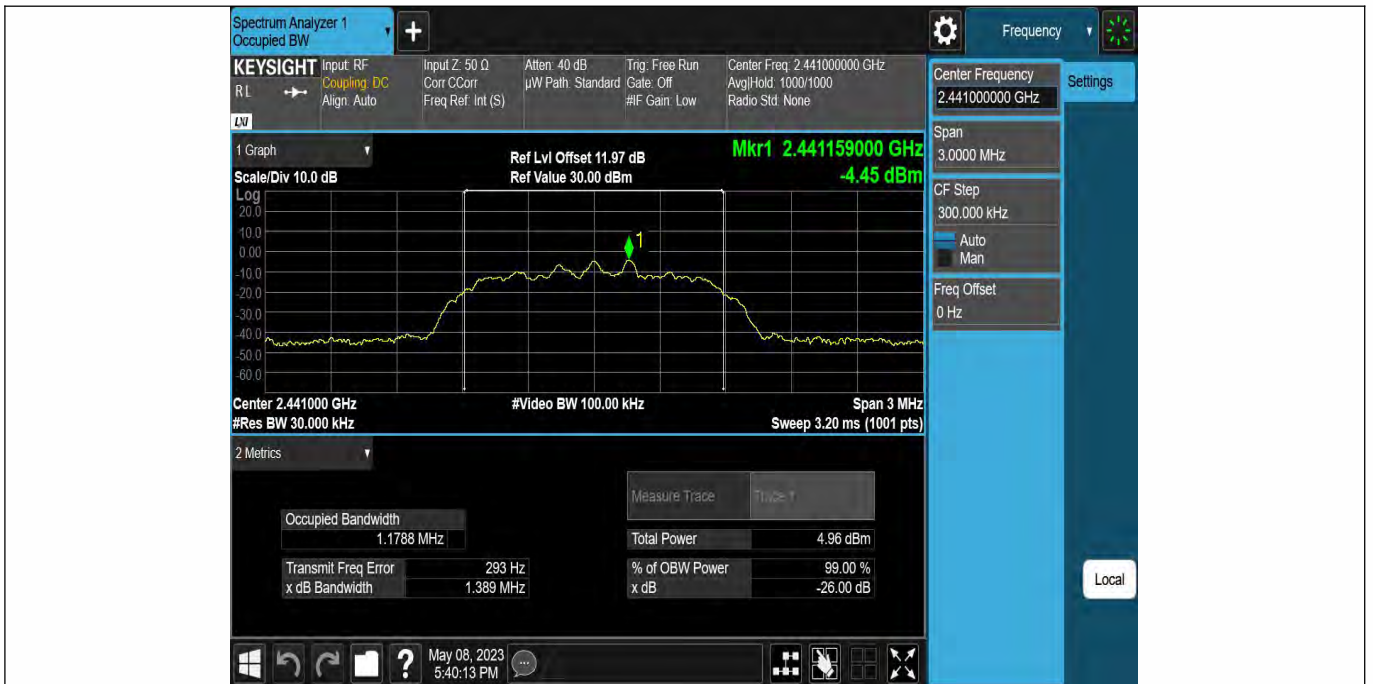 Spectrum Analyzer 1
Occupied BW
+
Frequency
KEYSIGHT
RL
LXI
Input: RF
Coupling: DC
Align: Auto
Input Z: 50 Ω
Corr CCorr
Freq Ref: Int (S)
Atten: 40 dB
µW Path: Standard
Trig: Free Run
Gate: Off
#IF Gain: Low
Center Freq: 2.441000000 GHz
Avg|Hold: 1000/1000
Radio Std: None
Center Frequency
2.441000000 GHz
Settings
Span
3.0000 MHz
CF Step
300.000 kHz
Auto
Man
Freq Offset
0 Hz
Local
1 Graph
Scale/Div 10.0 dB
Ref Lvl Offset 11.97 dB
Ref Value 30.00 dBm
Mkr1 2.441159000 GHz
-4.45 dBm
Log
20.0
10.0
0.00
-10.0
-20.0
-30.0
-40.0
-50.0
-60.0
1
Center 2.441000 GHz
#Res BW 30.000 kHz
#Video BW 100.00 kHz
Span 3 MHz
Sweep 3.20 ms (1001 pts)
2 Metrics
Measure Trace
Trace 1
Occupied Bandwidth
1.1788 MHz
Total Power 4.96 dBm
Transmit Freq Error 293 Hz
% of OBW Power 99.00 %
x dB Bandwidth 1.389 MHz
x dB -26.00 dB
?
May 08, 2023
5:40:13 PM